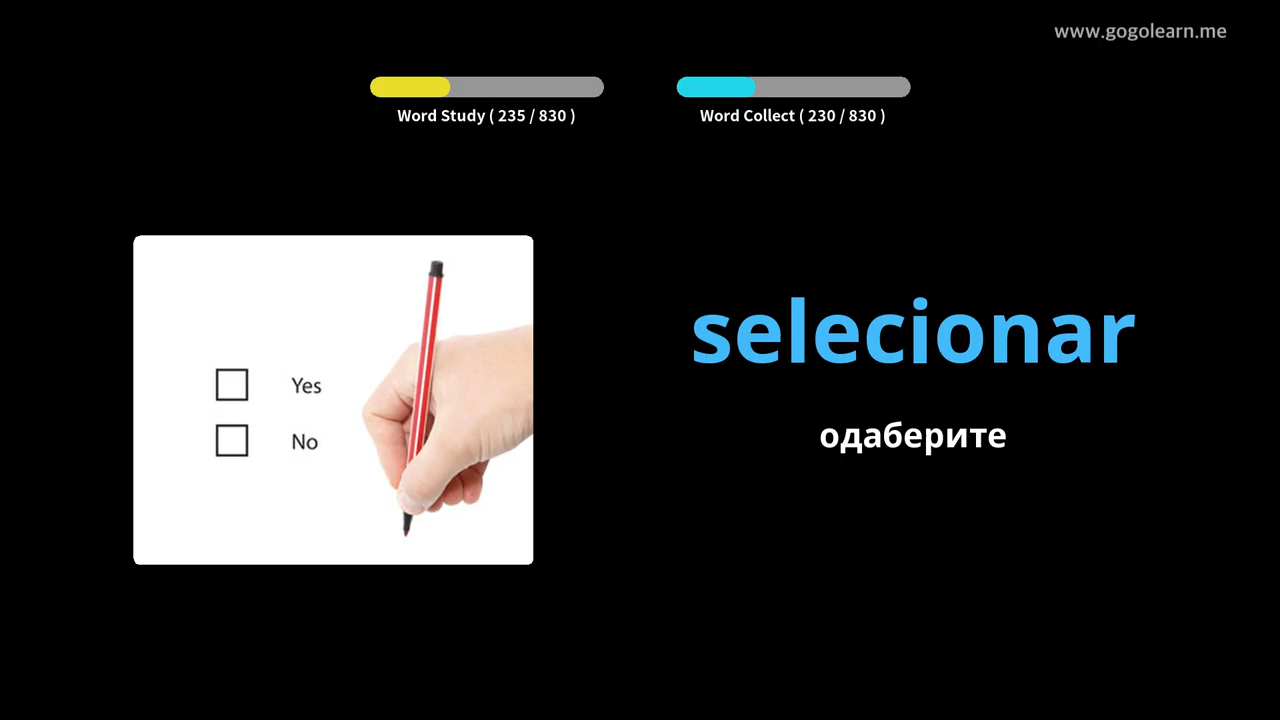 www.gogolearn.me
Word Study ( 235 / 830 )
Word Collect ( 230 / 830 )
Yes
No
selecionar
одаберите